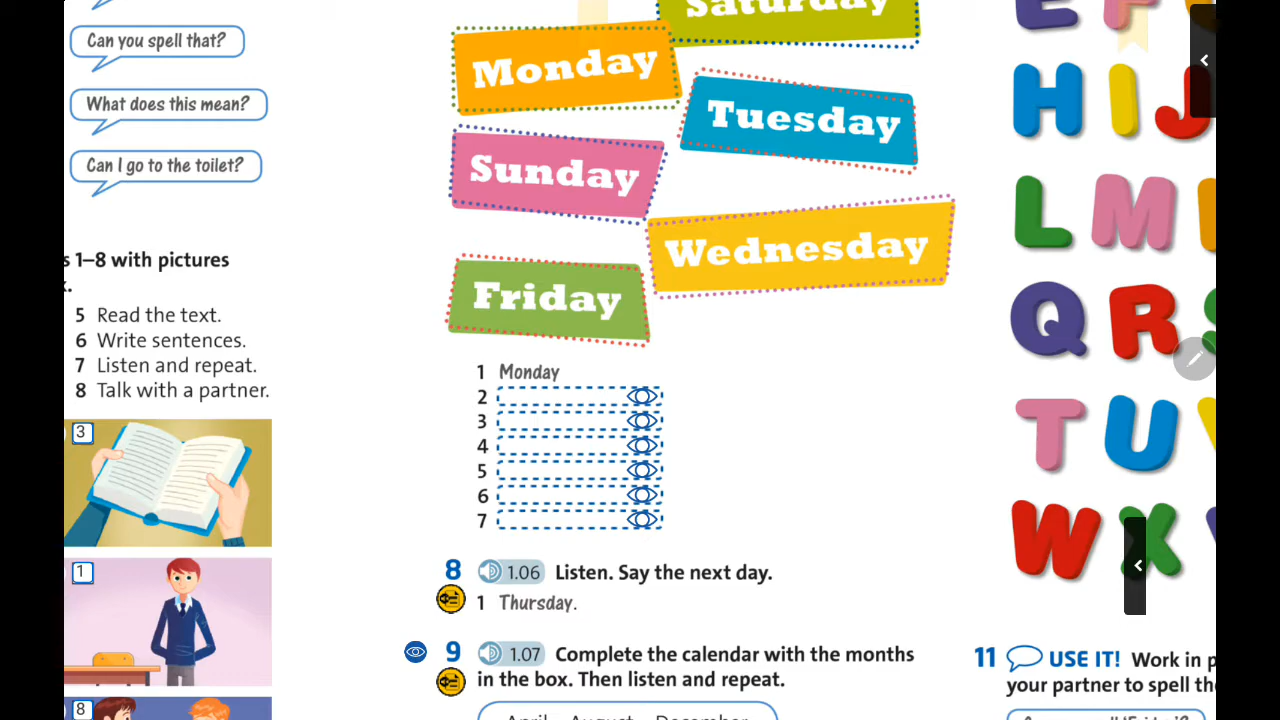 Can you spell that?
What does this mean?
Can I go to the toilet?
s 1–8 with pictures
k.
5 Read the text.
6 Write sentences.
7 Listen and repeat.
8 Talk with a partner.
3
1
8
Saturday
Monday
Tuesday
Sunday
Wednesday
Friday
1 Monday
2
3
4
5
6
7
8 1.06 Listen. Say the next day.
1 Thursday.
9 1.07 Complete the calendar with the months
in the box. Then listen and repeat.
April August December
E F
H I J
L M
Q R S
T U
W X
11 USE IT! Work in p
your partner to spell the